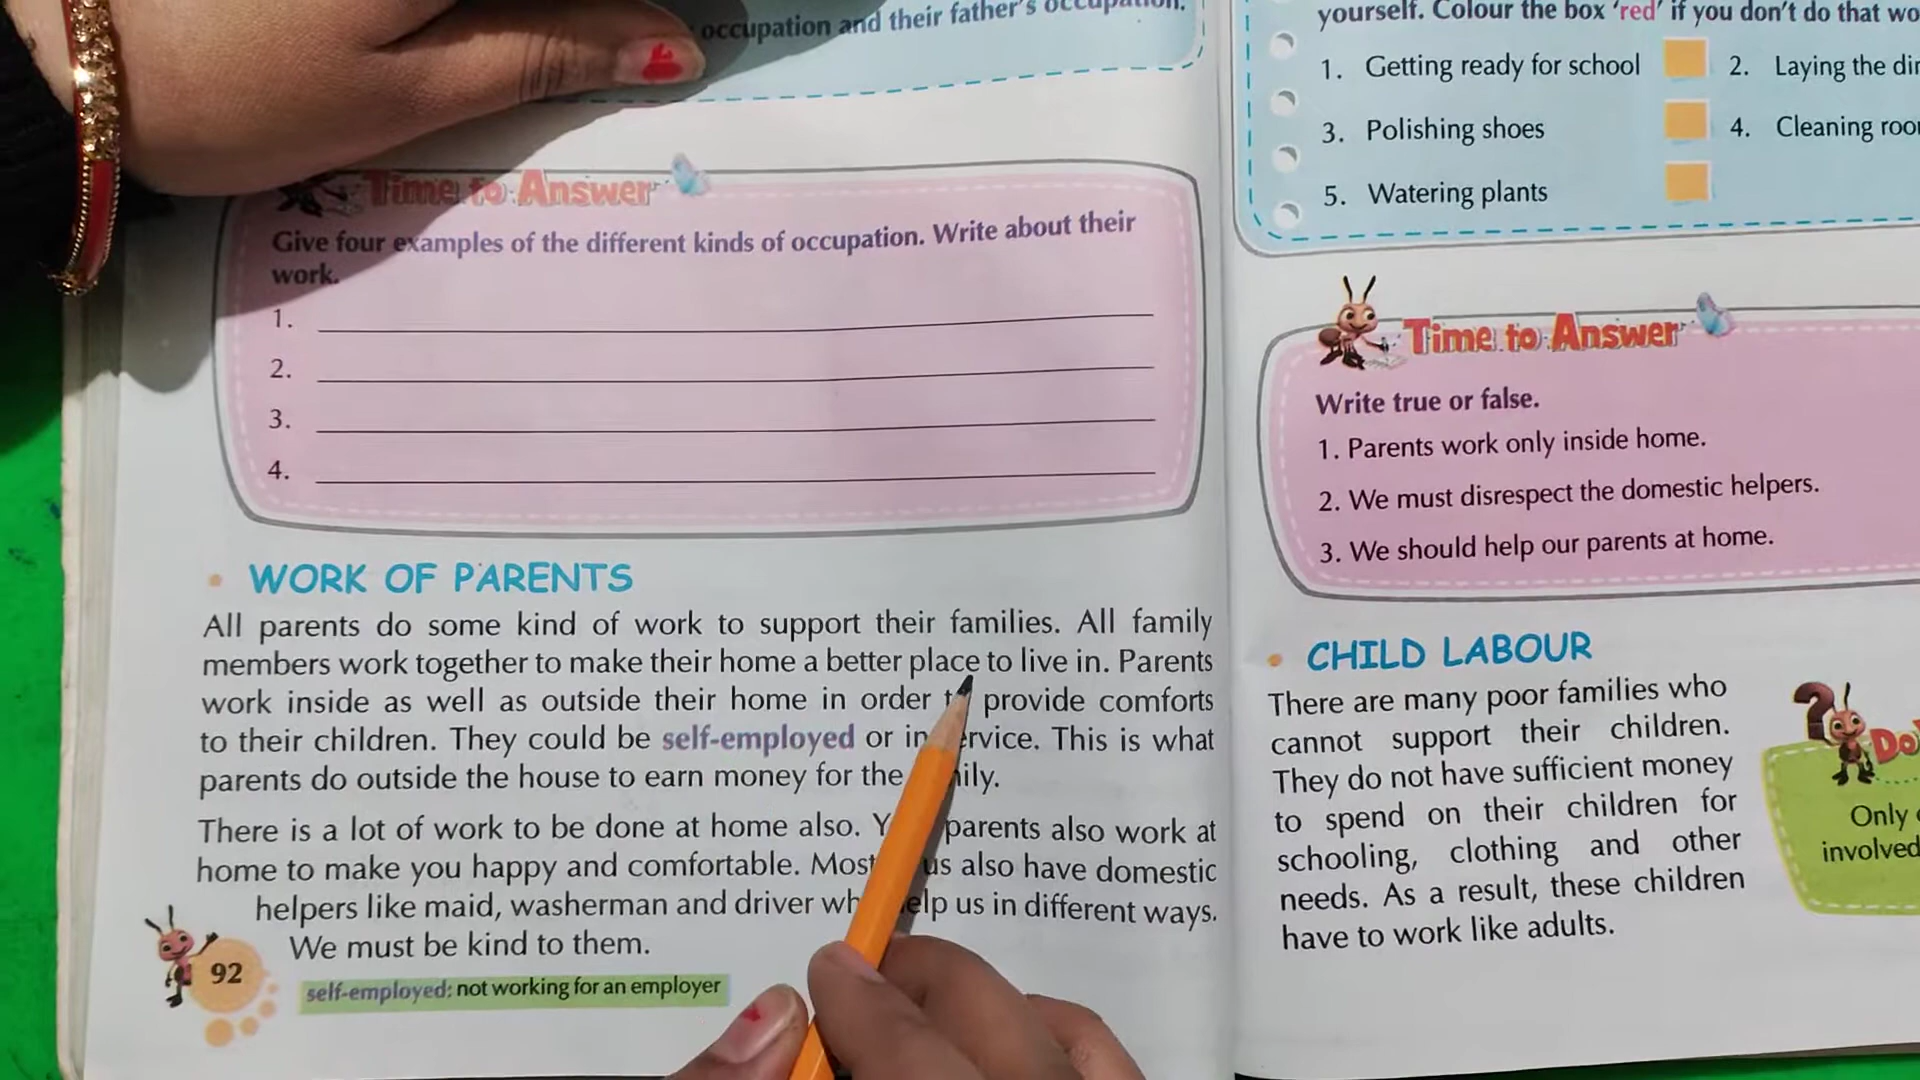 occupation and their father's occupation.
Time to Answer
Give four examples of the different kinds of occupation. Write about their
work.
1.
2.
3.
4.
WORK OF PARENTS
All parents do some kind of work to support their families. All family
members work together to make their home a better place to live in. Parents
work inside as well as outside their home in order provide comforts
to their children. They could be self-employed or in This is what
parents do outside the house to earn money for the
There is a lot of work to be done at home also. parents also work at
home to make you happy and comfortable. Most us also have domestic
helpers like maid, washerman and driver us in different ways.
We must be kind to them.
92
self-employed: not working for an employer
yourself. Colour the box 'red' if you don't do that
1. Getting ready for school 2. Laying the
3. Polishing shoes 4. Cleaning
5. Watering plants
Time to Answer
Write true or false.
1. Parents work only inside home.
2. We must disrespect the domestic helpers.
3. We should help our parents at home.
CHILD LABOUR
There are many poor families who
cannot support their children.
They do not have sufficient money
to spend on their children for
schooling, clothing and other
needs. As a result, these children
have to work like adults.
Do
Only
involved